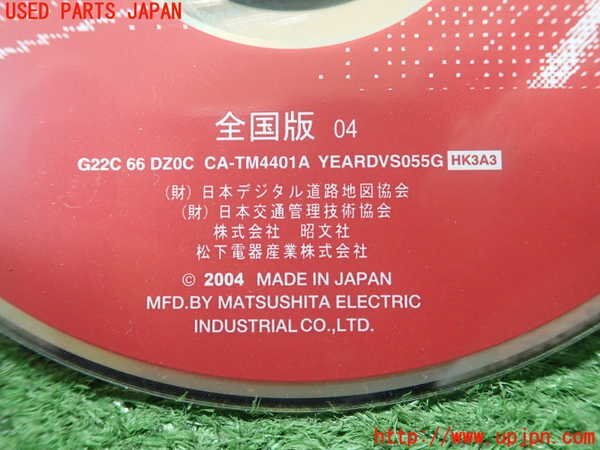 USED PARTS JAPAN
全国版 04
G22C 66 DZ0C CA-TM4401A YEARDVS055G HK3A3
(財)日本デジタル道路地図協会
(財)日本交通管理技術協会
株式会社 昭文社
松下電器産業株式会社
© 2004 MADE IN JAPAN
MFD.BY MATSUSHITA ELECTRIC
INDUSTRIAL CO.,LTD.
http://www.upjpn.com/